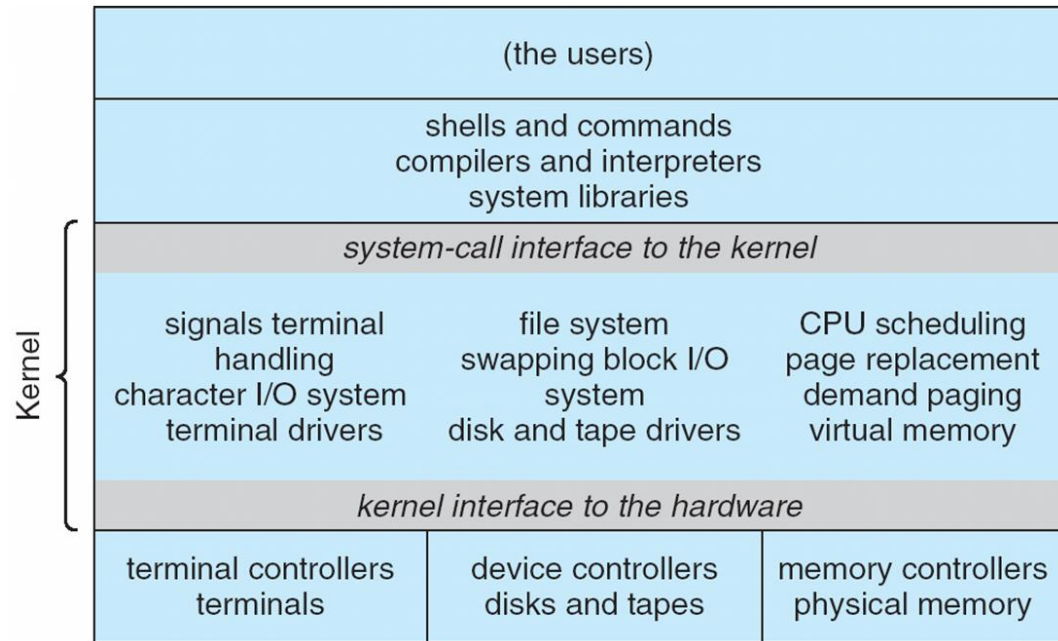 (the users)
shells and commands
compilers and interpreters
system libraries
Kernel
system-call interface to the kernel
signals terminal
handling
character I/O system
terminal drivers
file system
swapping block I/O
system
disk and tape drivers
CPU scheduling
page replacement
demand paging
virtual memory
kernel interface to the hardware
terminal controllers
terminals
device controllers
disks and tapes
memory controllers
physical memory